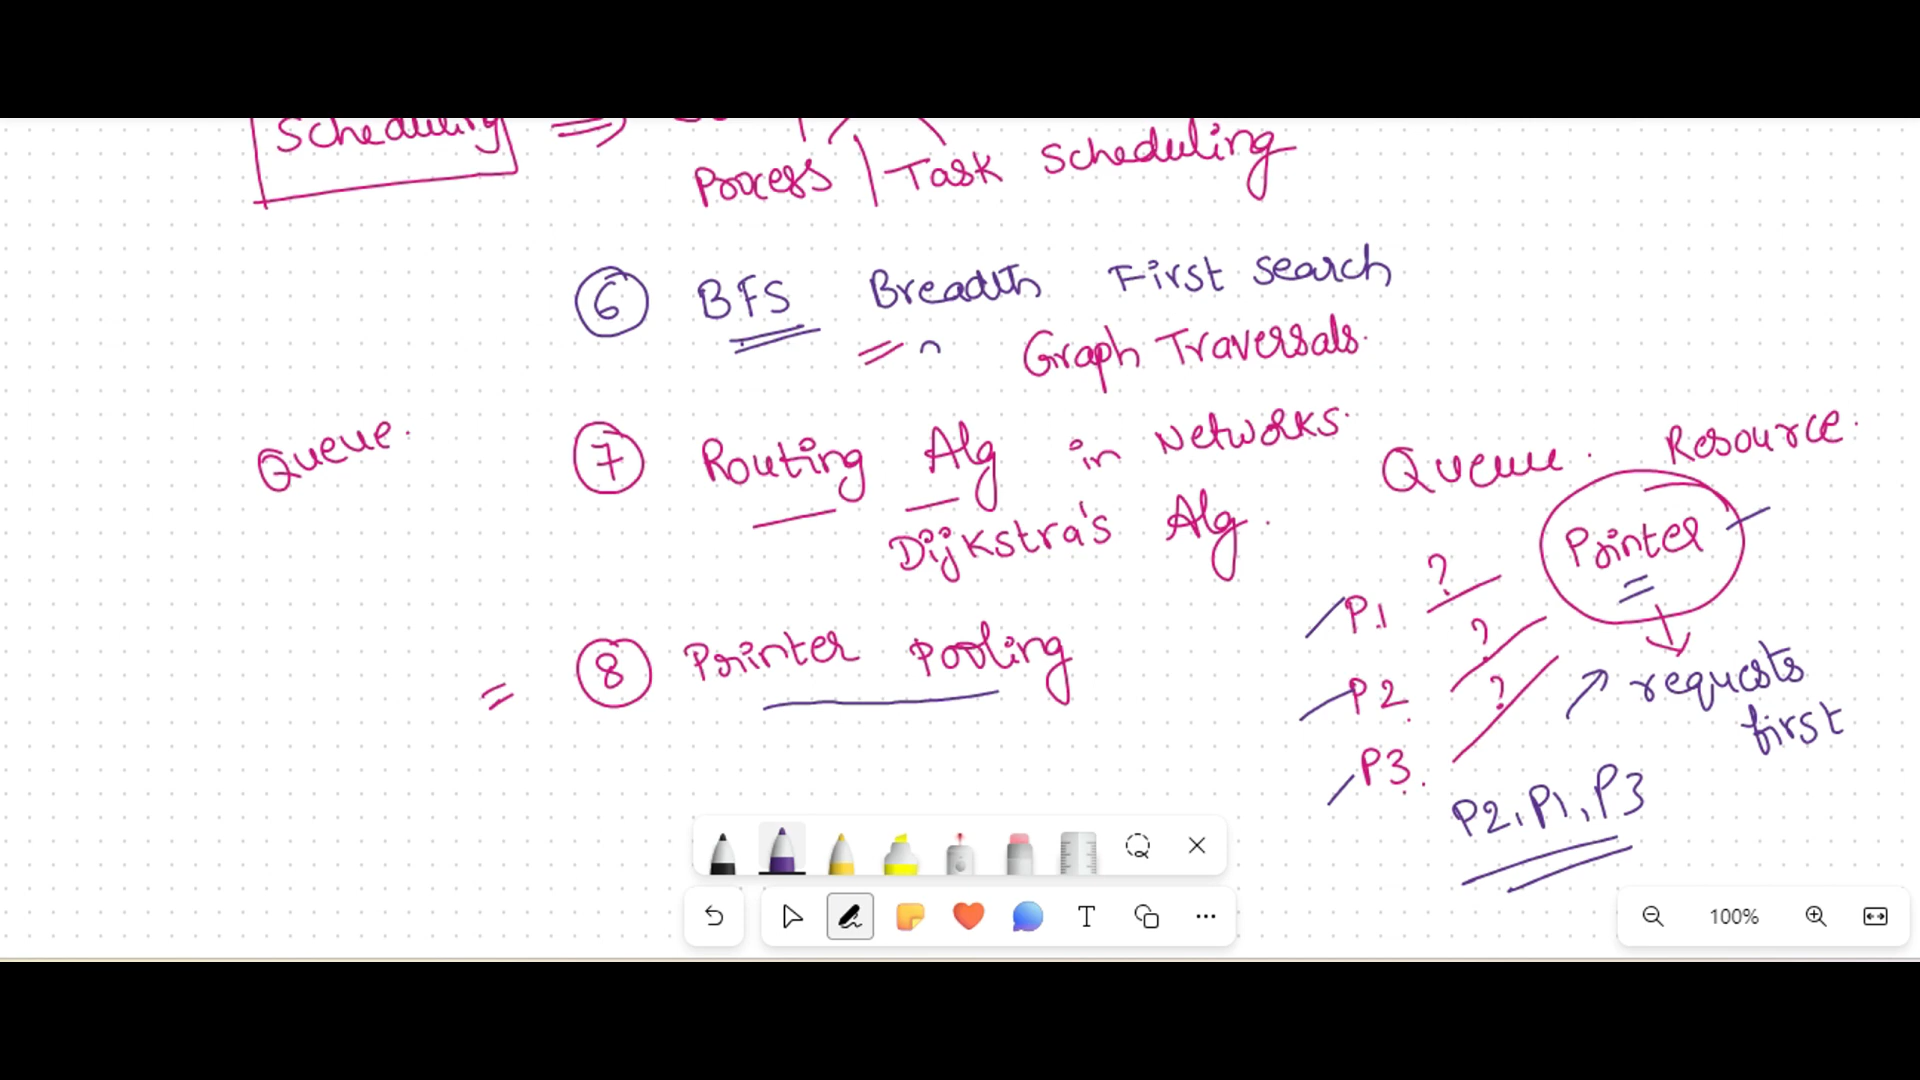 Scheduling
Process | Task Scheduling
6 BFS Breadth First search
Graph Traversals.
Queue.
7 Routing Alg in Networks.
Dijkstra's Alg.
8 Printer Pooling
Queue. Resource.
Printer
P1 ?
P2 ?
P3 ?
requests
first
P2, P1, P3
T
100%